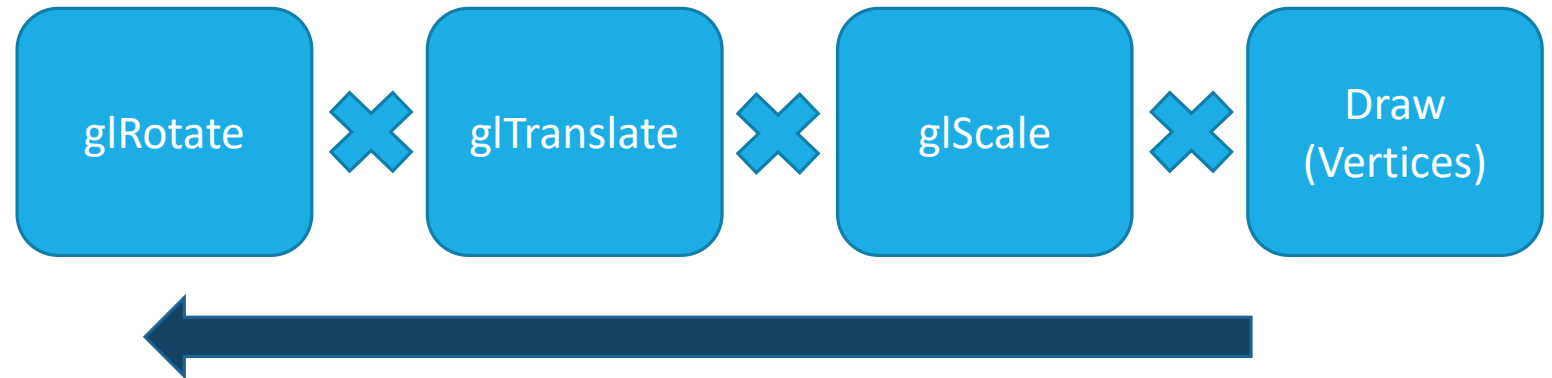 glRotate
glTranslate
glScale
Draw
(Vertices)